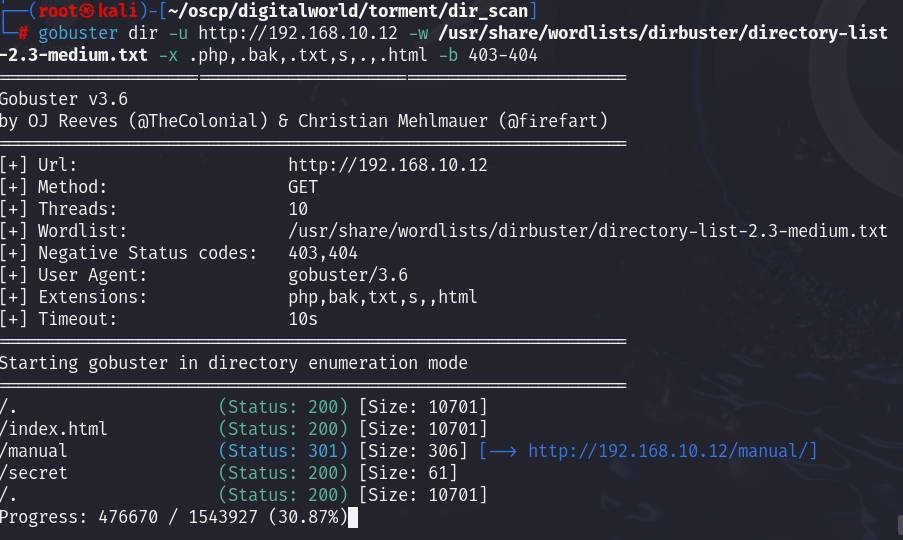 ┌──(root㉿kali)-[~/oscp/digitalworld/torment/dir_scan]
└─# gobuster dir -u http://192.168.10.12 -w /usr/share/wordlists/dirbuster/directory-list
-2.3-medium.txt -x .php,.bak,.txt,s,.,.html -b 403-404
===============================================================
Gobuster v3.6
by OJ Reeves (@TheColonial) & Christian Mehlmauer (@firefart)
===============================================================
[+] Url:                     http://192.168.10.12
[+] Method:                  GET
[+] Threads:                 10
[+] Wordlist:                /usr/share/wordlists/dirbuster/directory-list-2.3-medium.txt
[+] Negative Status codes:   403,404
[+] User Agent:              gobuster/3.6
[+] Extensions:              php,bak,txt,s,,html
[+] Timeout:                 10s
===============================================================
Starting gobuster in directory enumeration mode
===============================================================
/.                    (Status: 200) [Size: 10701]
/index.html           (Status: 200) [Size: 10701]
/manual               (Status: 301) [Size: 306] [--> http://192.168.10.12/manual/]
/secret               (Status: 200) [Size: 61]
/.                    (Status: 200) [Size: 10701]
Progress: 476670 / 1543927 (30.87%)